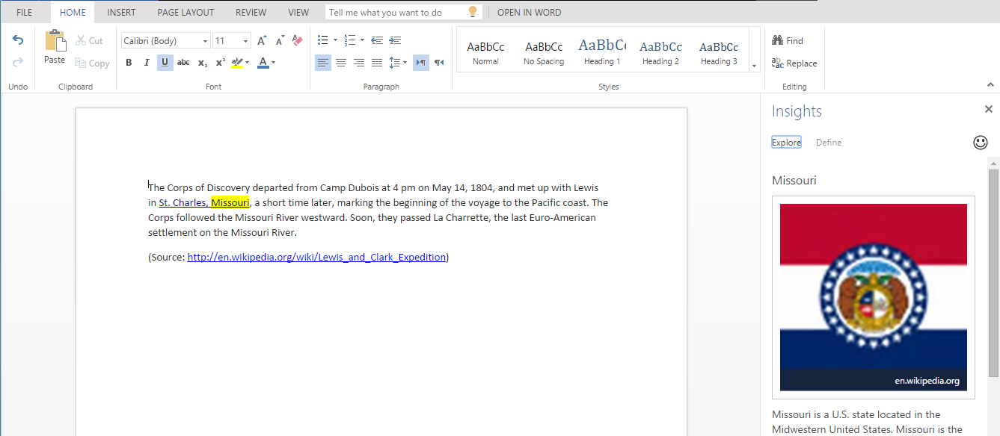 FILE HOME INSERT PAGE LAYOUT REVIEW VIEW Tell me what you want to do OPEN IN WORD
Calibri (Body) 11
Paste Cut Copy
B I U abc x₂ x² A
AaBbCc AaBbCc AaBbCc AaBbCc AaBbCc
Normal No Spacing Heading 1 Heading 2 Heading 3
Find
Replace
Undo Clipboard Font Paragraph Styles Editing
The Corps of Discovery departed from Camp Dubois at 4 pm on May 14, 1804, and met up with Lewis
in St. Charles, Missouri, a short time later, marking the beginning of the voyage to the Pacific coast. The
Corps followed the Missouri River westward. Soon, they passed La Charrette, the last Euro-American
settlement on the Missouri River.
(Source: http://en.wikipedia.org/wiki/Lewis_and_Clark_Expedition)
Insights
Explore Define
Missouri
en.wikipedia.org
Missouri is a U.S. state located in the
Midwestern United States. Missouri is the